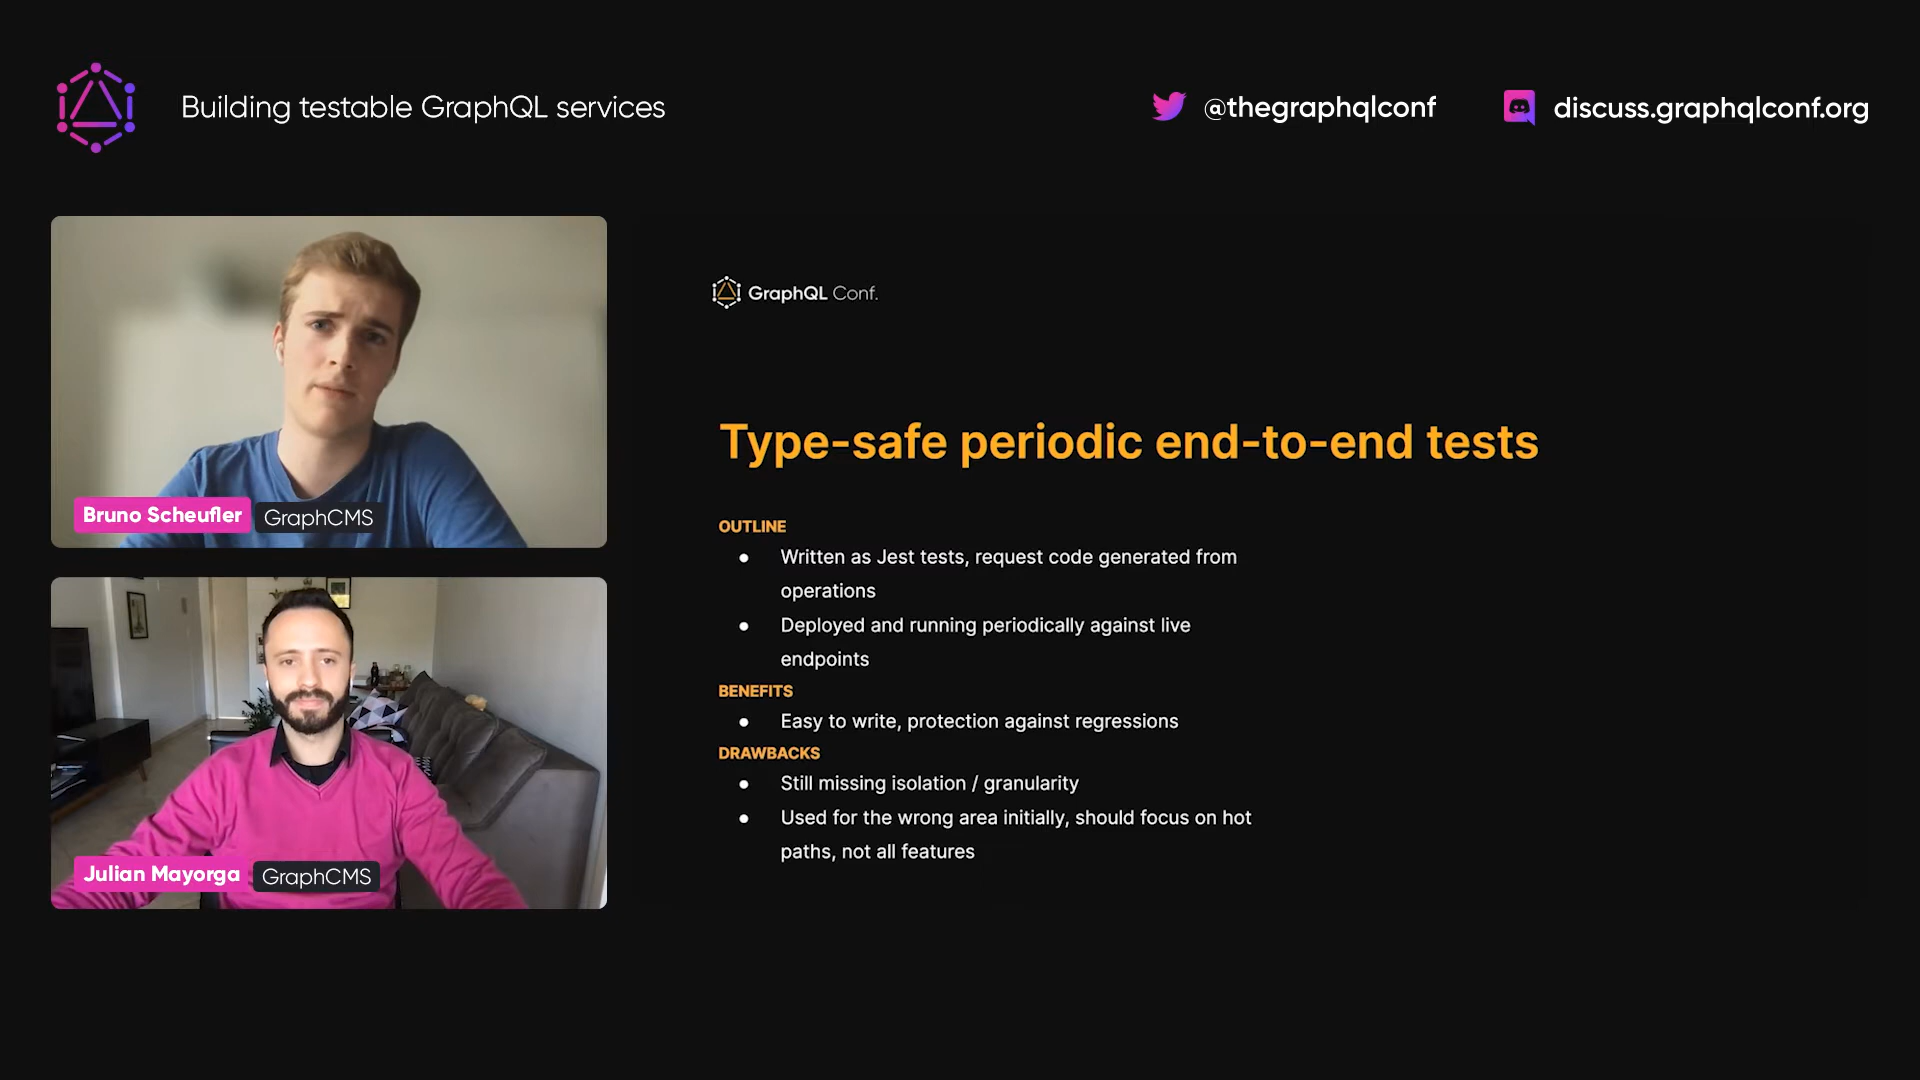 Building testable GraphQL services
@thegraphqlconf
discuss.graphqlconf.org
Bruno Scheufler
GraphCMS
Julian Mayorga
GraphCMS
GraphQL Conf.
Type-safe periodic end-to-end tests
OUTLINE
● Written as Jest tests, request code generated from
operations
● Deployed and running periodically against live
endpoints
BENEFITS
● Easy to write, protection against regressions
DRAWBACKS
● Still missing isolation / granularity
● Used for the wrong area initially, should focus on hot
paths, not all features